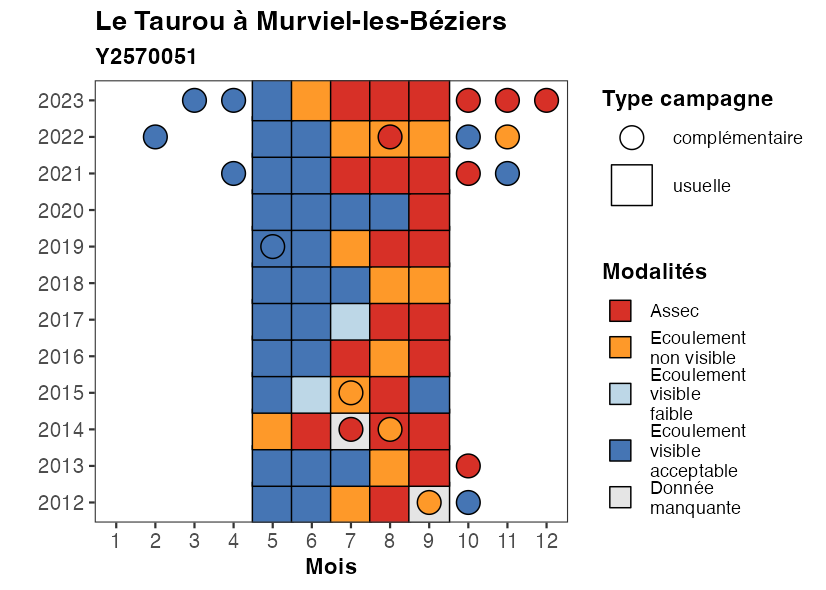 Le Taurou à Murviel-les-Béziers
Y2570051
2023
2022
2021
2020
2019
2018
2017
2016
2015
2014
2013
2012
1 2 3 4 5 6 7 8 9 10 11 12
Mois
Type campagne
complémentaire
usuelle
Modalités
Assec
Ecoulement
non visible
Ecoulement
visible
faible
Ecoulement
visible
acceptable
Donnée
manquante